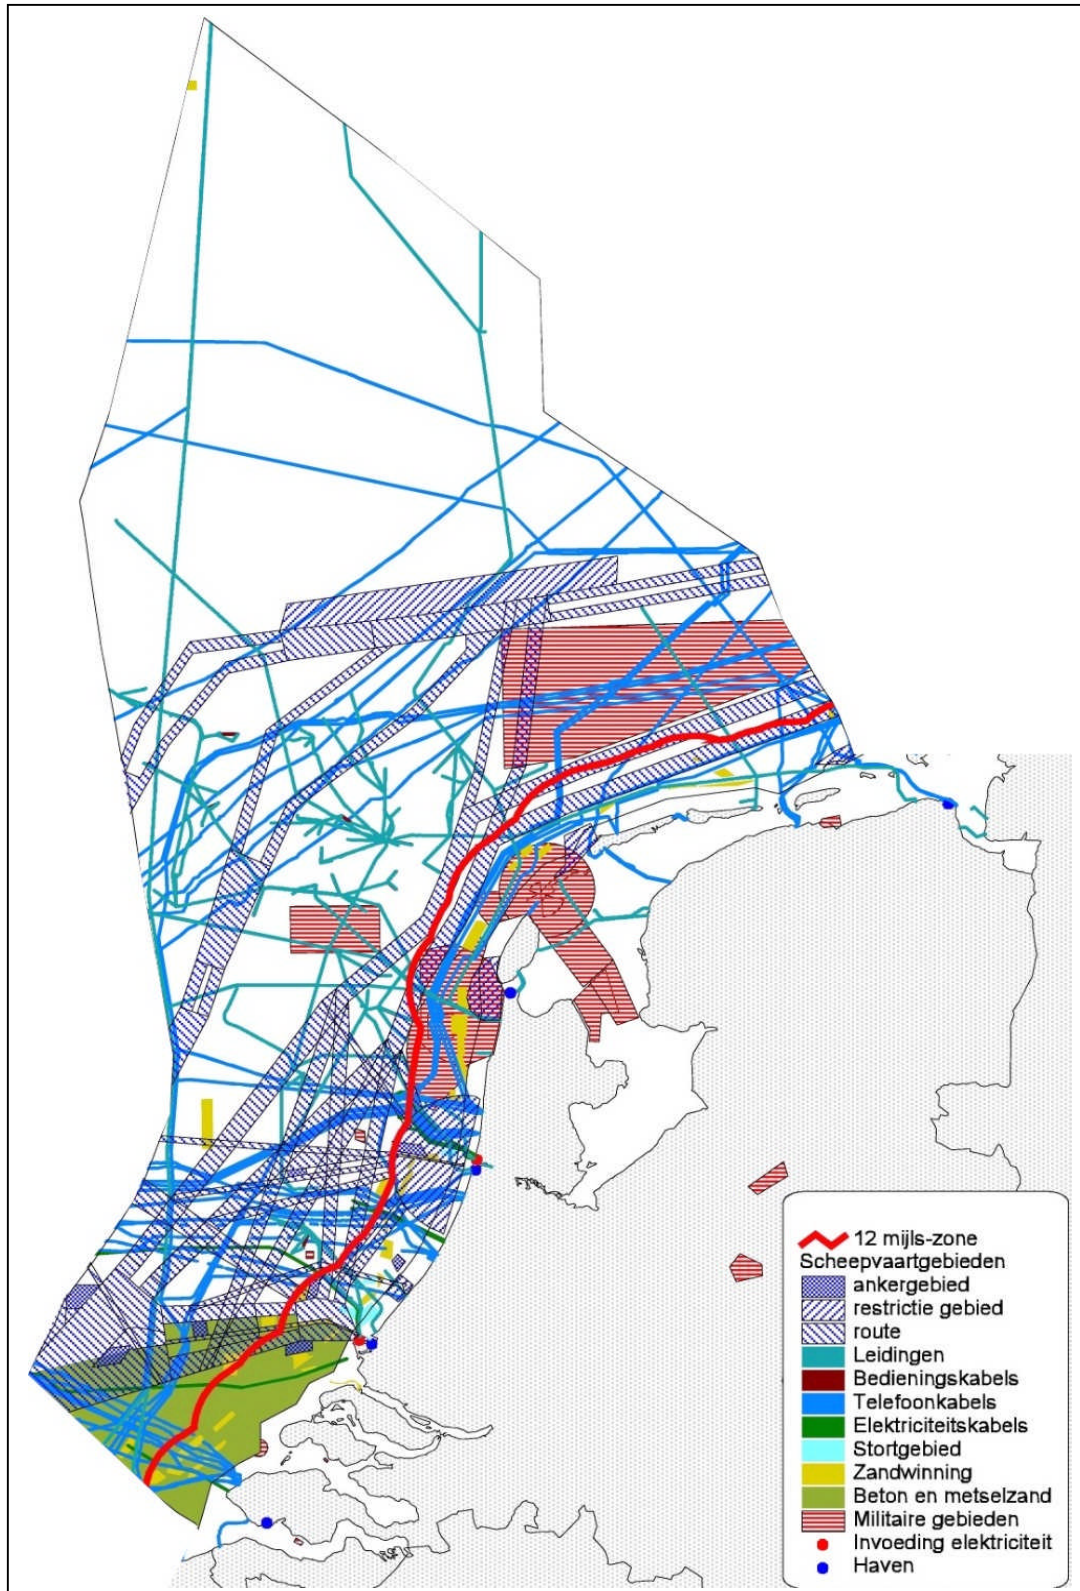 12 mijls-zone
Scheepvaartgebieden
ankergebied
restrictie gebied
route
Leidingen
Bedieningskabels
Telefoonkabels
Elektriciteitskabels
Stortgebied
Zandwinning
Beton en metselzand
Militaire gebieden
Invoeding elektriciteit
Haven